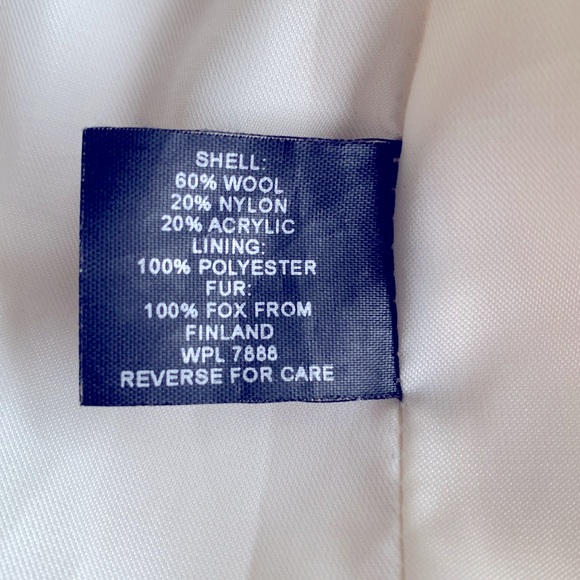 SHELL:
60% WOOL
20% NYLON
20% ACRYLIC
LINING:
100% POLYESTER
FUR:
100% FOX FROM
FINLAND
WPL 7888
REVERSE FOR CARE